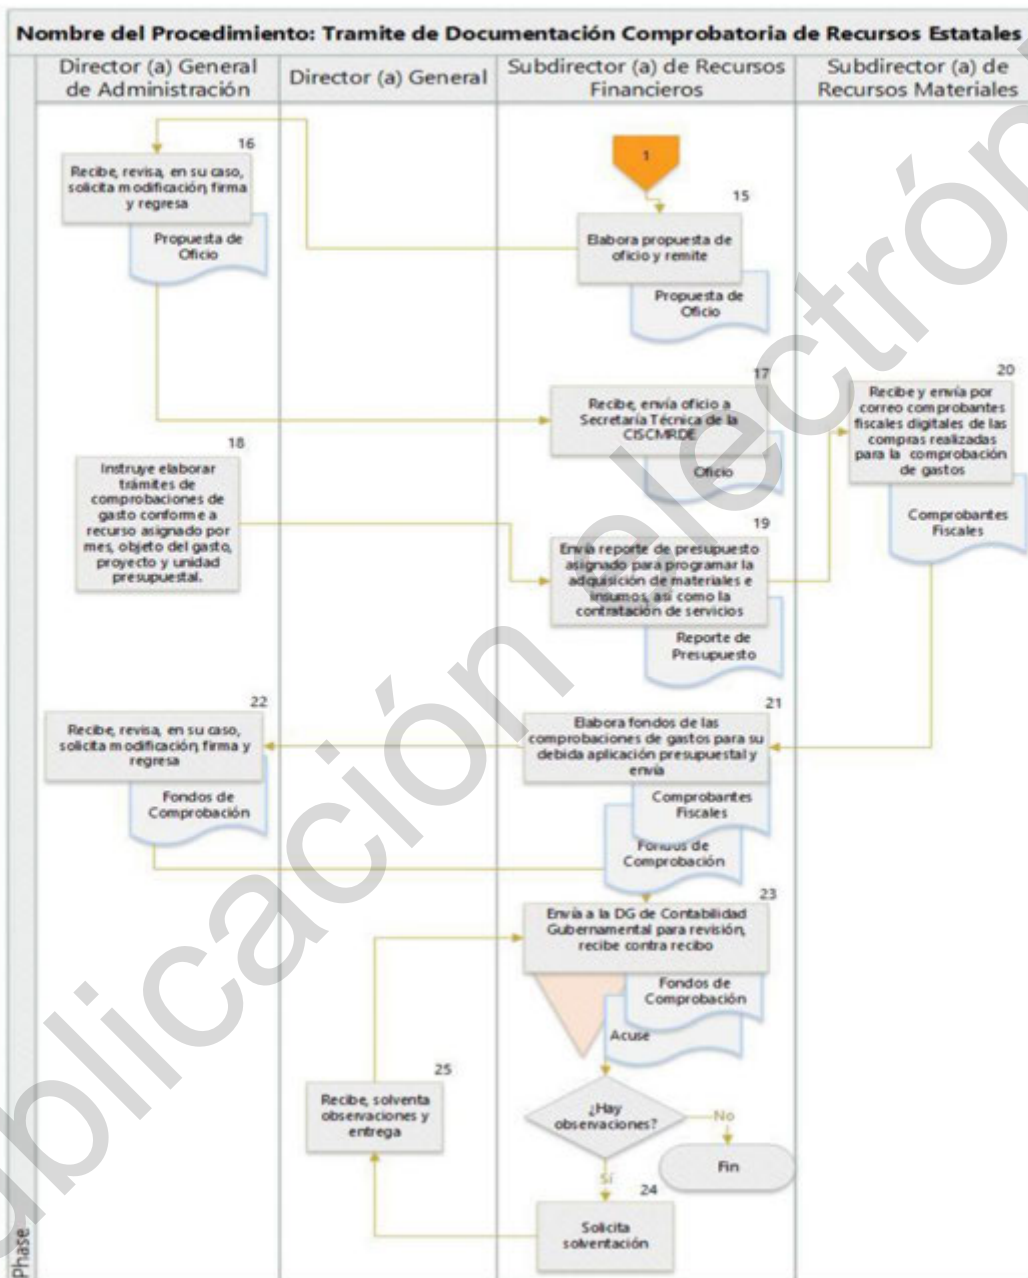 Nombre del Procedimiento: Tramite de Documentación Comprobatoria de Recursos Estatales
Director (a) General
de Administración
Director (a) General
Subdirector (a) de Recursos
Financieros
Subdirector (a) de
Recursos Materiales
16
Recibe, revisa, en su caso,
solicita modificación, firma
y regresa
Propuesta de
Oficio
1
15
Elabora propuesta de
oficio y remite
Propuesta de
Oficio
17
Recibe, envía oficio a
Secretaría Técnica de la
CISCMRDE
Oficio
20
Recibe y envía por
correo comprobantes
fiscales digitales de las
compras realizadas
para la comprobación
de gastos
Comprobantes
Fiscales
18
Instruye elaborar
trámites de
comprobaciones de
gasto conforme a
recurso asignado por
mes, objeto del gasto,
proyecto y unidad
presupuestal.
19
Envía reporte de presupuesto
asignado para programar la
adquisición de materiales e
insumos, así como la
contratación de servicios
Reporte de
Presupuesto
22
Recibe, revisa, en su caso,
solicita modificación, firma y
regresa
Fondos de
Comprobación
21
Elabora fondos de las
comprobaciones de gastos para su
debida aplicación presupuestal y
envía
Comprobantes
Fiscales
Fondos de
Comprobación
23
Envía a la DG de Contabilidad
Gubernamental para revisión,
recibe contra recibo
Fondos de
Comprobación
Acuse
25
Recibe, solventa
observaciones y
entrega
¿Hay
observaciones?
No
Fin
Sí
24
Solicita
solventación
Phase
ublicación electrón